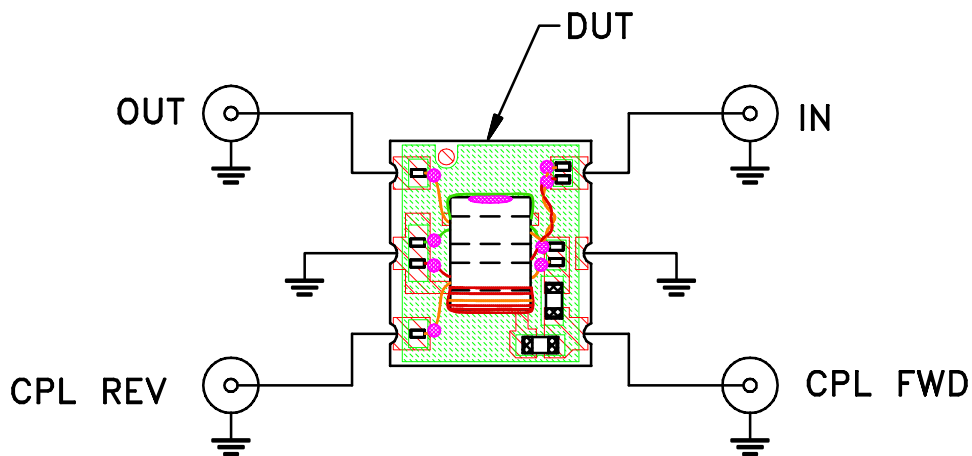 DUT
OUT
IN
CPL REV
CPL FWD